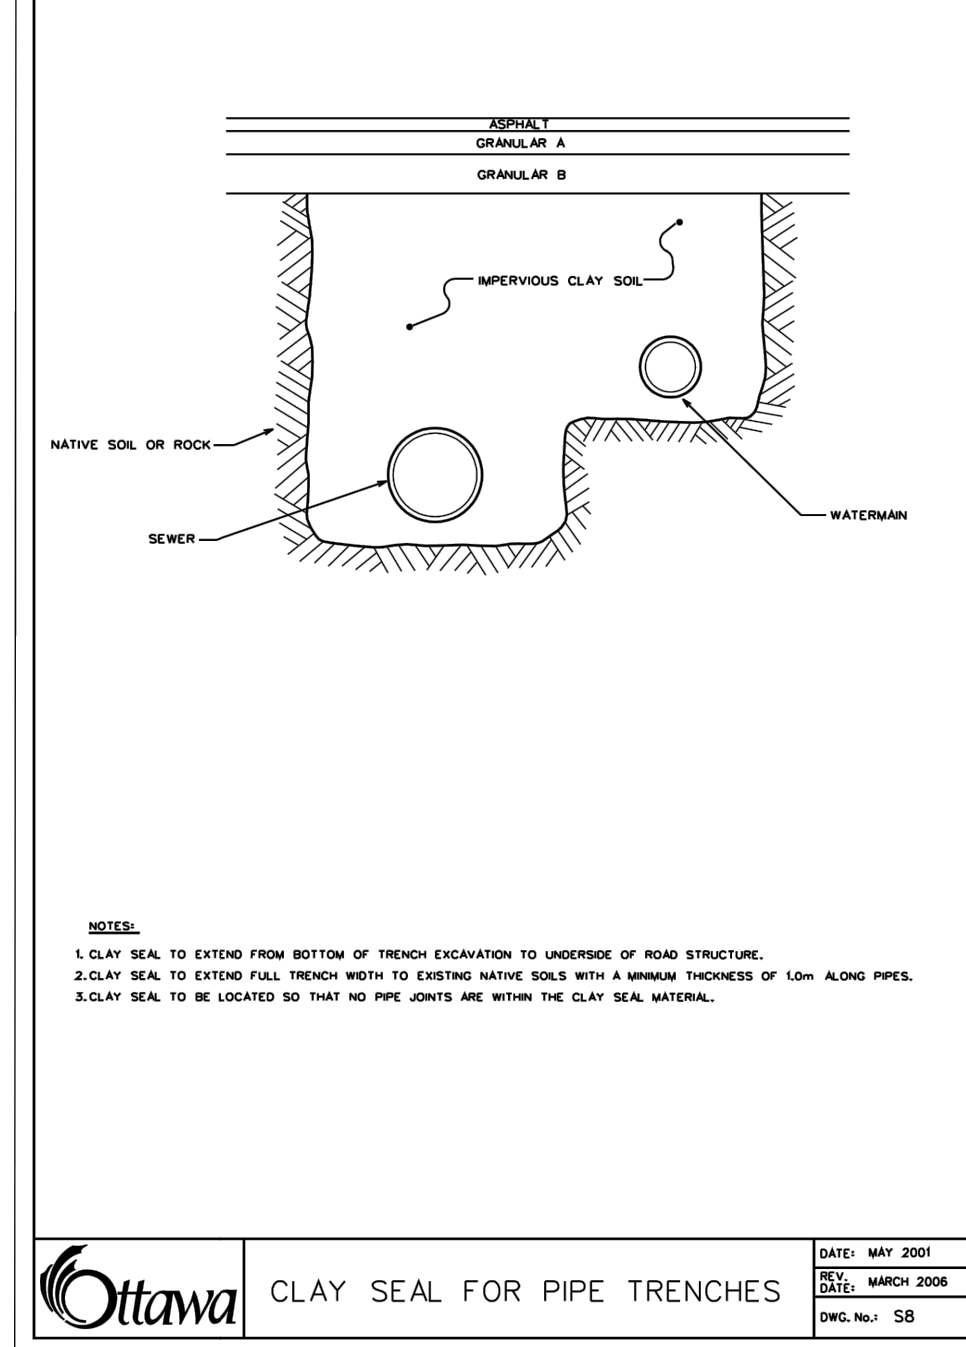 ASPHALT
GRANULAR A
GRANULAR B
IMPERVIOUS CLAY SOIL
NATIVE SOIL OR ROCK
WATERMAIN
SEWER
NOTES:
1. CLAY SEAL TO EXTEND FROM BOTTOM OF TRENCH EXCAVATION TO UNDERSIDE OF ROAD STRUCTURE.
2. CLAY SEAL TO EXTEND FULL TRENCH WIDTH TO EXISTING NATIVE SOILS WITH A MINIMUM THICKNESS OF 1.0m ALONG PIPES.
3. CLAY SEAL TO BE LOCATED SO THAT NO PIPE JOINTS ARE WITHIN THE CLAY SEAL MATERIAL.
Ottawa
CLAY SEAL FOR PIPE TRENCHES
DATE: MAY 2001
REV. DATE: MARCH 2006
DWG. No.: S8